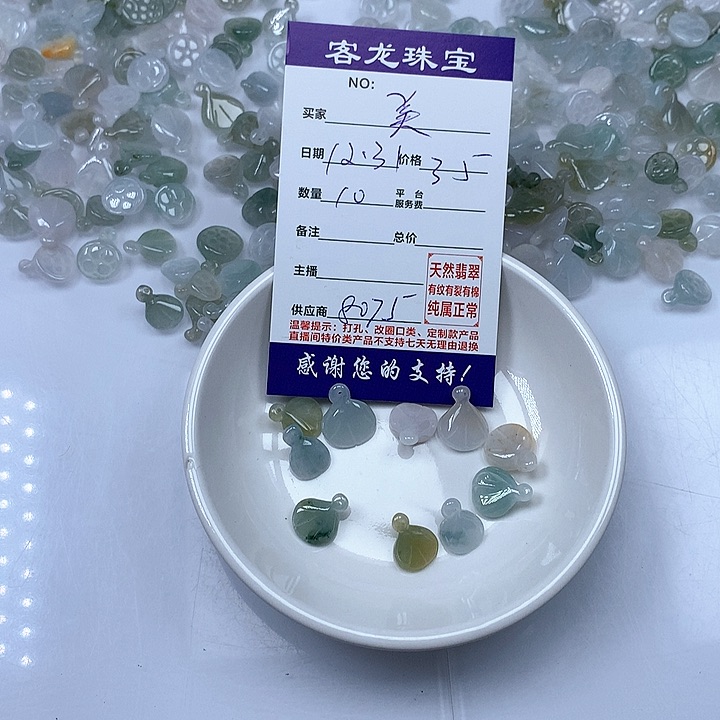 客龙珠宝
NO:
买家 美
日期 12.31 价格 35
数量 10 平台服务费
备注 总价
主播
天然翡翠
有纹有裂有棉
纯属正常
供应商 8075
温馨提示：打孔、改圈口类、定制款产品
直播间特价类产品不支持七天无理由退换
感谢您的支持!